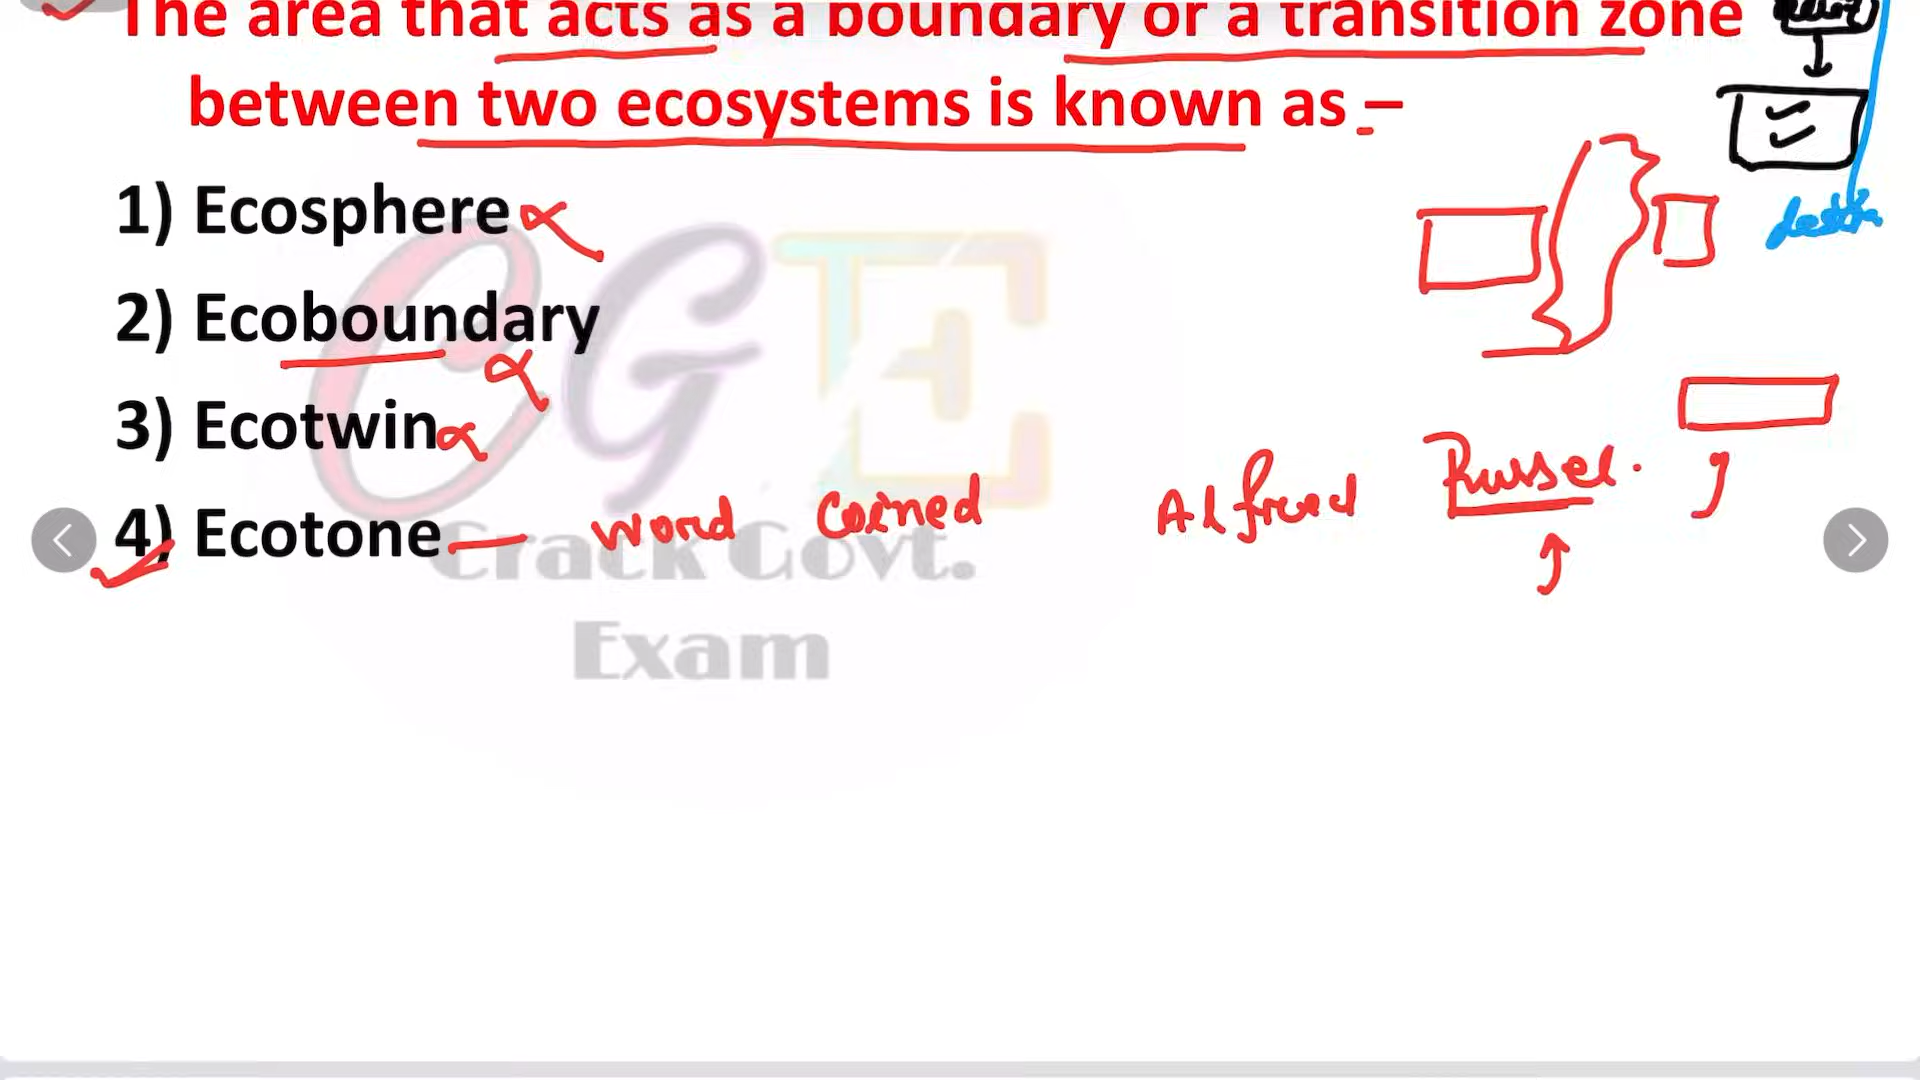 The area that acts as a boundary or a transition zone
between two ecosystems is known as –
1) Ecosphere
2) Ecoboundary
3) Ecotwin
4) Ecotone — word coined Alfred Russel.
CGE
Crack Govt.
Exam